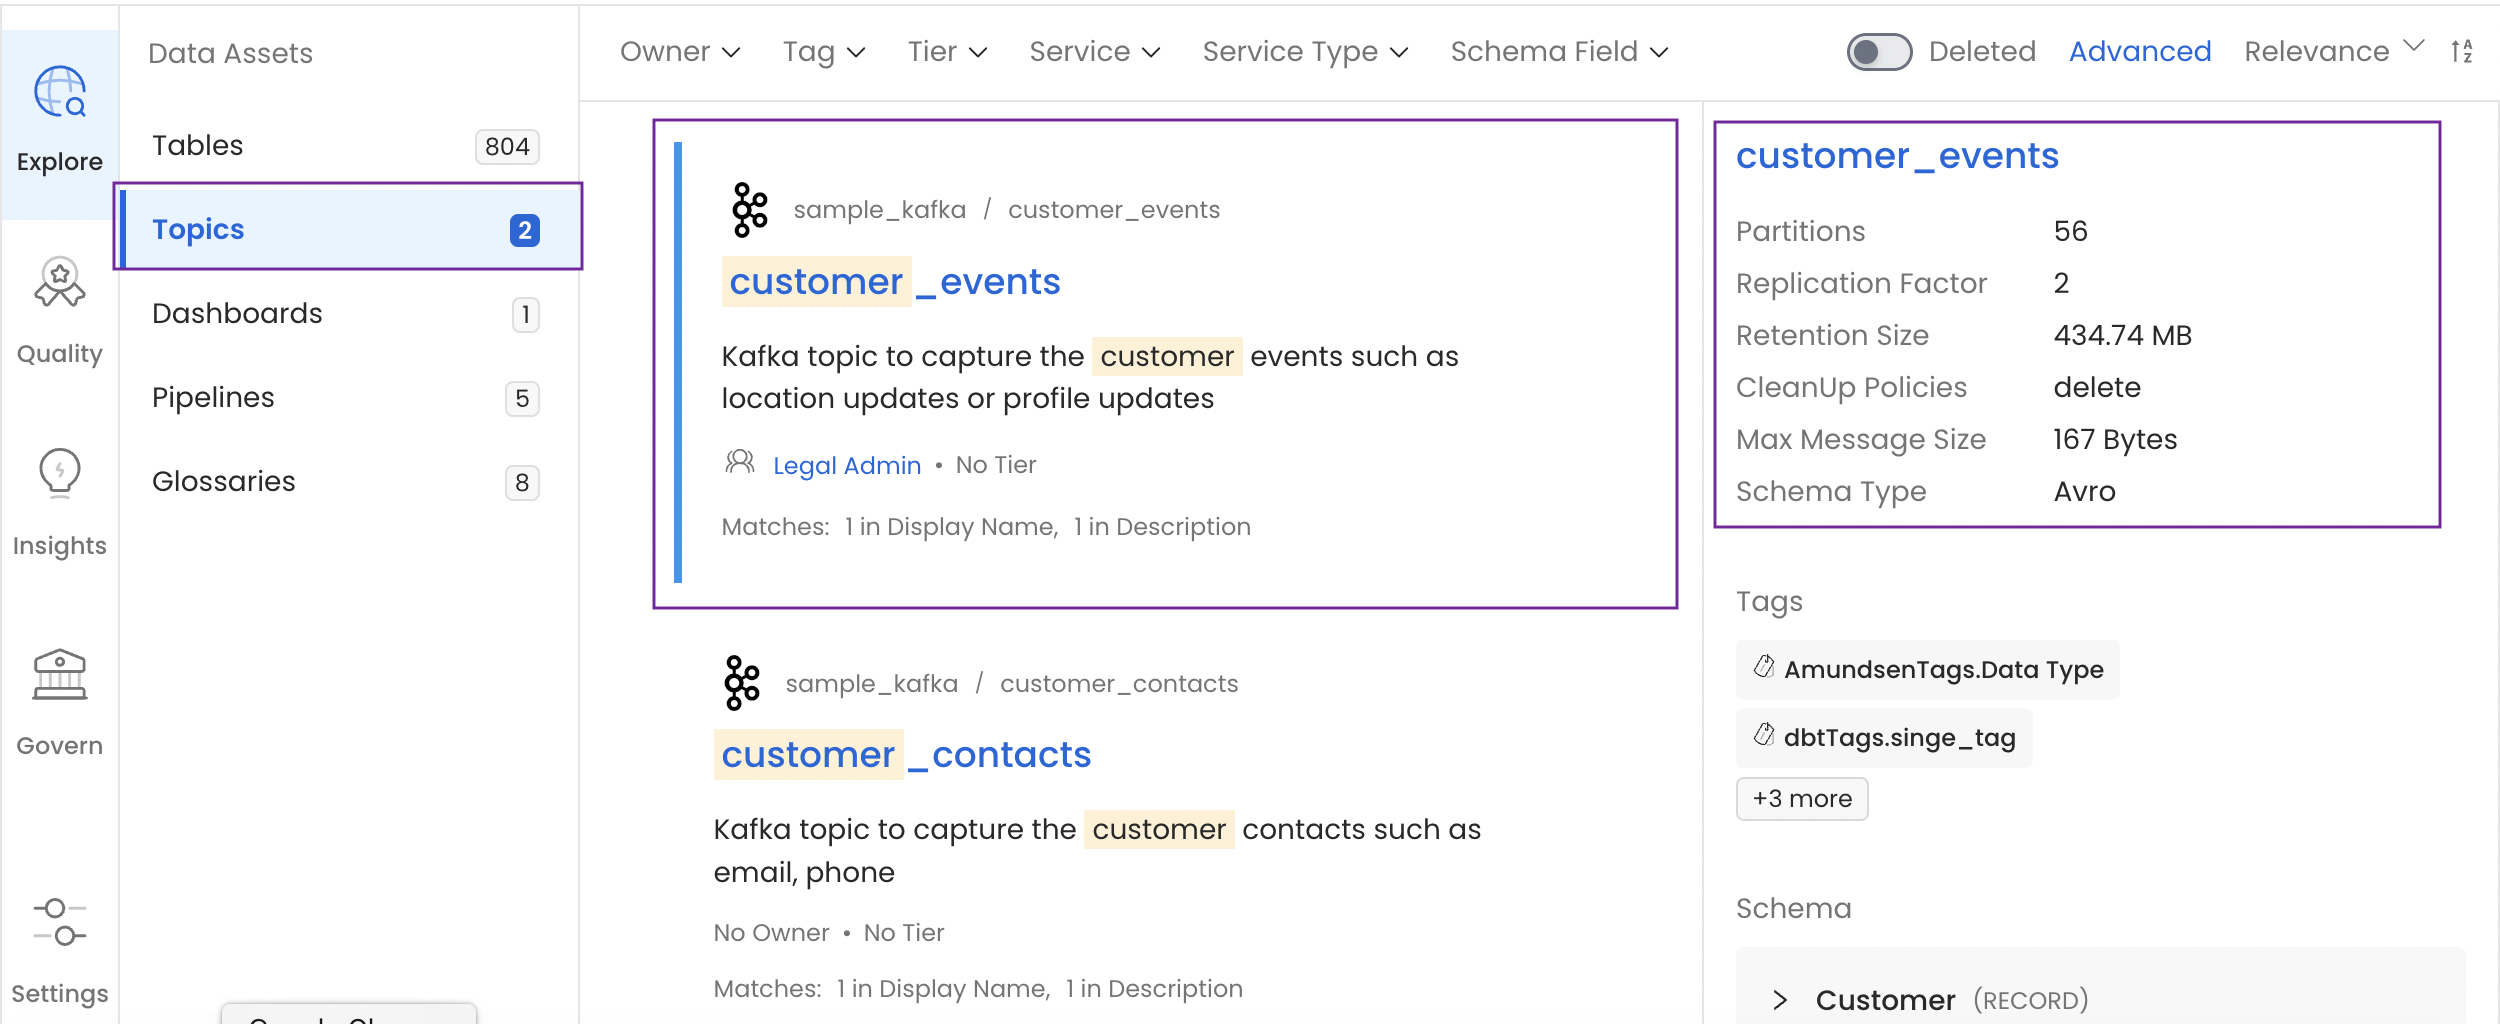 Explore
Quality
Insights
Govern
Settings
Data Assets
Tables 804
Topics 2
Dashboards 1
Pipelines 5
Glossaries 8
Owner Tag Tier Service Service Type Schema Field Deleted Advanced Relevance
sample_kafka / customer_events
customer_events
Kafka topic to capture the customer events such as
location updates or profile updates
Legal Admin • No Tier
Matches: 1 in Display Name, 1 in Description
sample_kafka / customer_contacts
customer_contacts
Kafka topic to capture the customer contacts such as
email, phone
No Owner • No Tier
Matches: 1 in Display Name, 1 in Description
customer_events
Partitions 56
Replication Factor 2
Retention Size 434.74 MB
CleanUp Policies delete
Max Message Size 167 Bytes
Schema Type Avro
Tags
AmundsenTags.Data Type
dbtTags.singe_tag
+3 more
Schema
Customer (RECORD)